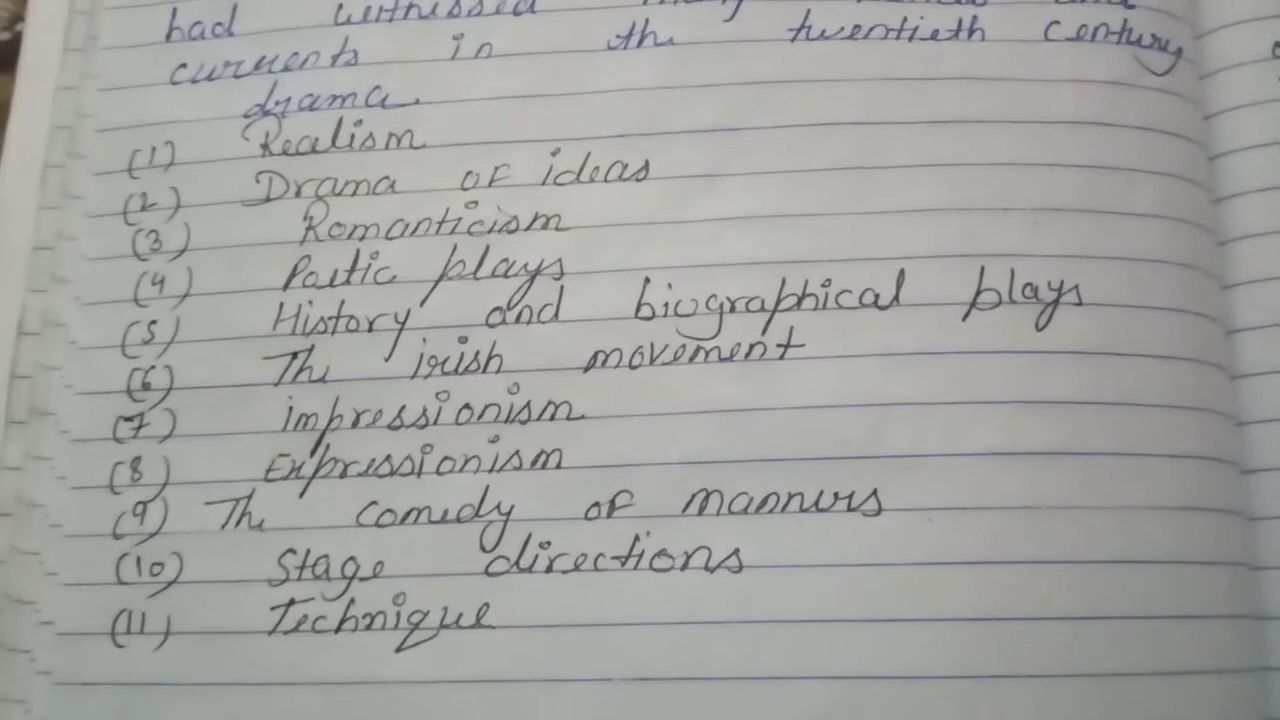 had witnessed
currents in the twentieth century
drama.
(1) Realism
(2) Drama of ideas
(3) Romanticism
(4) Poetic plays
(5) History and biographical plays
(6) The irish movement
(7) impressionism
(8) Expressionism
(9) The comedy of manners
(10) Stage directions
(11) Technique